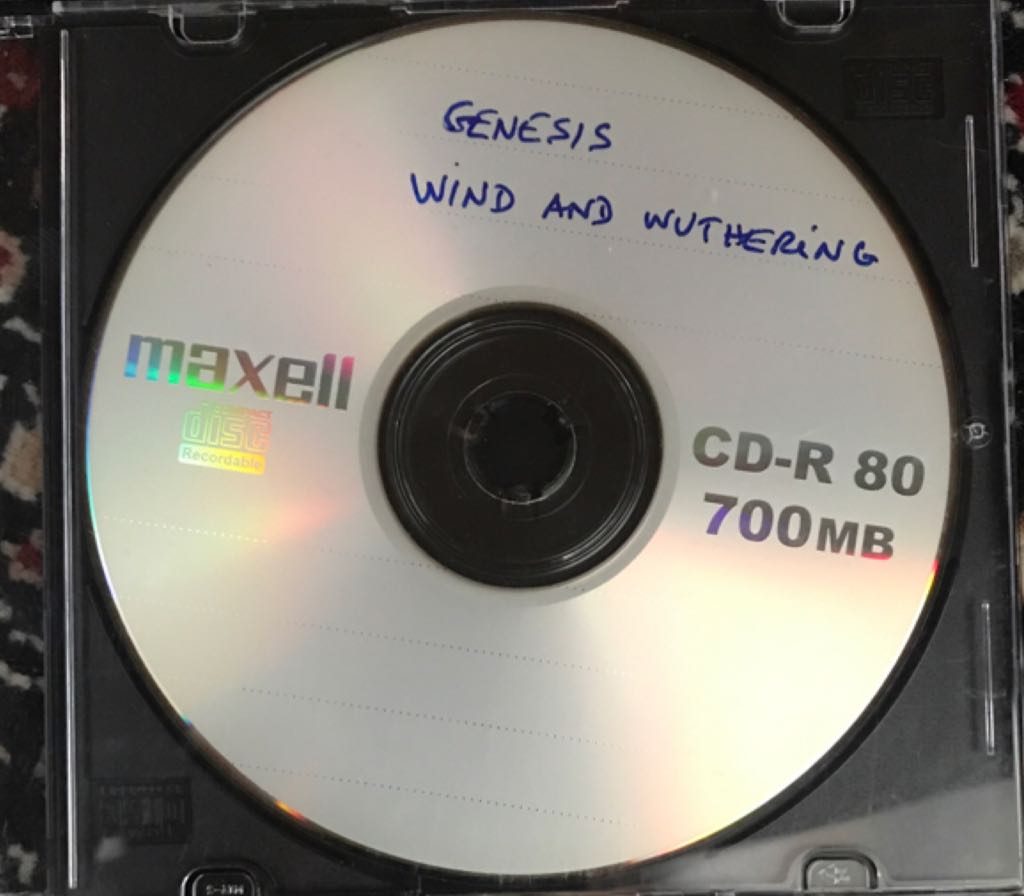 GENESIS
WIND AND WUTHERING
maxell
disc
Recordable
CD-R 80
700MB